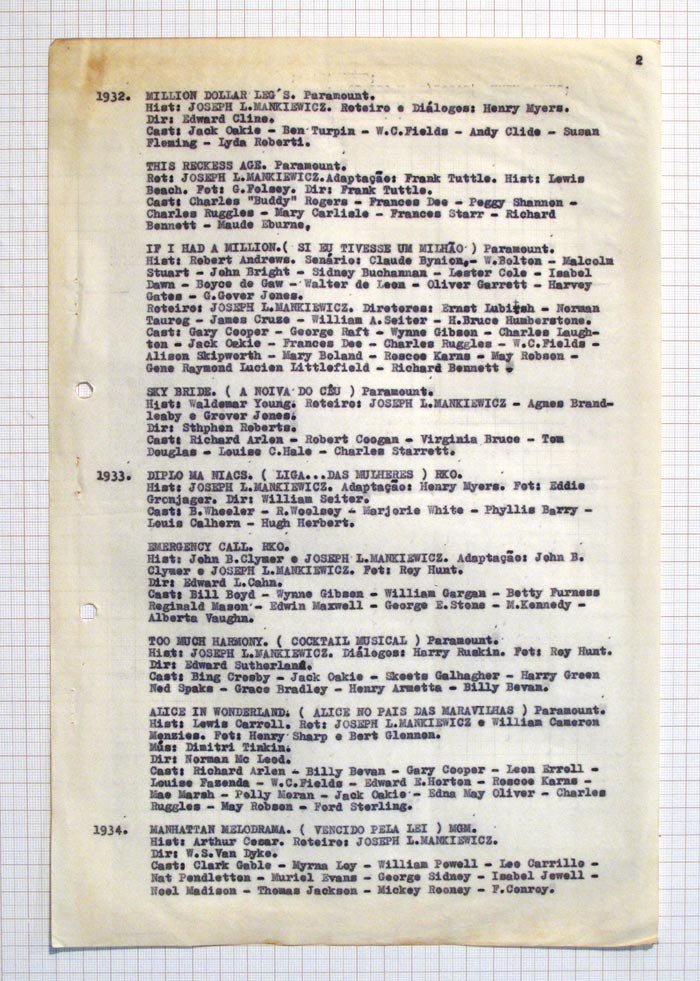 2
1932. MILLION DOLLAR LEG´S. Paramount.
Hist: JOSEPH L.MANKIEWICZ. Roteiro e Diálogos: Henry Myers.
Dir: Edward Cline.
Cast: Jack Oakie - Ben Turpin - W.C.Fields - Andy Clide - Susan
Fleming - Lyda Roberti.
THIS RECKESS AGE. Paramount.
Rot: JOSEPH L.MANKIEWICZ.Adaptação: Frank Tuttle. Hist: Lewis
Beach. Fot: G.Folsey. Dir: Frank Tuttle.
Cast: Charles "Buddy" Rogers - Frances Dee - Peggy Shannon -
Charles Ruggles - Mary Carlisle - Frances Starr - Richard
Bennett - Maude Eburne.
IF I HAD A MILLION.( SI EU TIVESSE UM MILHÃO ) Paramount.
Hist: Robert Andrews. Senário: Claude Bynion,- W.Bolton - Malcolm
Stuart - John Bright - Sidney Buchannan - Lester Cole - Isabel
Dawn - Boyce de Gaw - Walter de Leon - Oliver Garrett - Harvey
Gates - G.Gover Jones.
Roteiro: JOSEPH L.MANKIEWICZ. Diretores: Ernst Lubitsh - Norman
Taurog - James Cruze - William A.Seiter - H.Bruce Humberstone.
Cast: Gary Cooper - George Raft - Wynne Gibson - Charles Laugh-
ton - Jack Oakie - Frances Dee - Charles Ruggles - W.C.Fields -
Alison Skipworth - Mary Boland - Roscoe Karns - May Robson -
Gene Raymond Lucien Littlefield - Richard Bennett .
SKY BRIDE. ( A NOIVA DO CÉU ) Paramount.
Hist: Waldemar Young. Roteiro: JOSEPH L.MANKIEWICZ - Agnes Brand-
leaby e Grover Jones.
Dir: Sthphen Roberts.
Cast: Richard Arlen - Robert Coogan - Virginia Bruce - Tom
Douglas - Louise C.Hale - Charles Starrett.
1933. DIPLO MA NIACS. ( LIGA...DAS MULHERES ) RKO.
Hist: JOSEPH L.MANKIEWICZ. Adaptação: Henry Myers. Fot: Eddie
Cronjager. Dir: William Seiter.
Cast: B.Wheeler - R.Woolsey - Marjorie White - Phyllis Barry -
Louis Calhern - Hugh Herbert.
EMERGENCY CALL. RKO.
Hist: John B.Clymer e JOSEPH L.MANKIEWICZ. Adaptação: John B.
Clymer e JOSEPH L.MANKIEWICZ. Fot: Roy Hunt.
Dir: Edward L.Cahn.
Cast: Bill Boyd - Wynne Gibson - William Gargan - Betty Furness
Reginald Mason - Edwin Maxwell - George E.Stone - M.Kennedy -
Alberta Vaughn.
TOO MUCH HARMONY. ( COCKTAIL MUSICAL ) Paramount.
Hist: JOSEPH L.MANKIEWICZ. Diálogos: Harry Ruskin. Fot: Roy Hunt.
Dir: Edward Sutherland.
Cast: Bing Crosby - Jack Oakie - Skeets Galhagher - Harry Green
Ned Spaks - Grace Bradley - Henry Armetta - Billy Bevan.
ALICE IN WONDERLAND. ( ALICE NO PAIS DAS MARAVILHAS ) Paramount.
Hist: Lewis Carroll. Rot: JOSEPH L.MANKIEWICZ e William Cameron
Menzies. Fot: Henry Sharp e Bert Glennon.
Mús: Dimitri Tinkin.
Dir: Norman Mc Leod.
Cast: Richard Arlen - Billy Bevan - Gary Cooper - Leon Errell -
Louise Fazenda - W.C.Fields - Edward E.Horton - Roscoe Karns -
Mae Marsh - Polly Moran - Jack Oakie - Edna May Oliver - Charles
Ruggles - May Robson - Ford Sterling.
1934. MANHATTAN MELODRAMA. ( VENCIDO PELA LEI ) MGM.
Hist: Arthur Cesar. Roteiro: JOSEPH L.MANKIEWICZ.
Dir: W.S.Van Dyke.
Cast: Clark Gable - Myrna Loy - William Powell - Leo Carrillo -
Nat Pendletton - Muriel Evans - George Sidney - Isabel Jewell -
Noel Madison - Thomas Jackson - Mickey Rooney - F.Conroy.